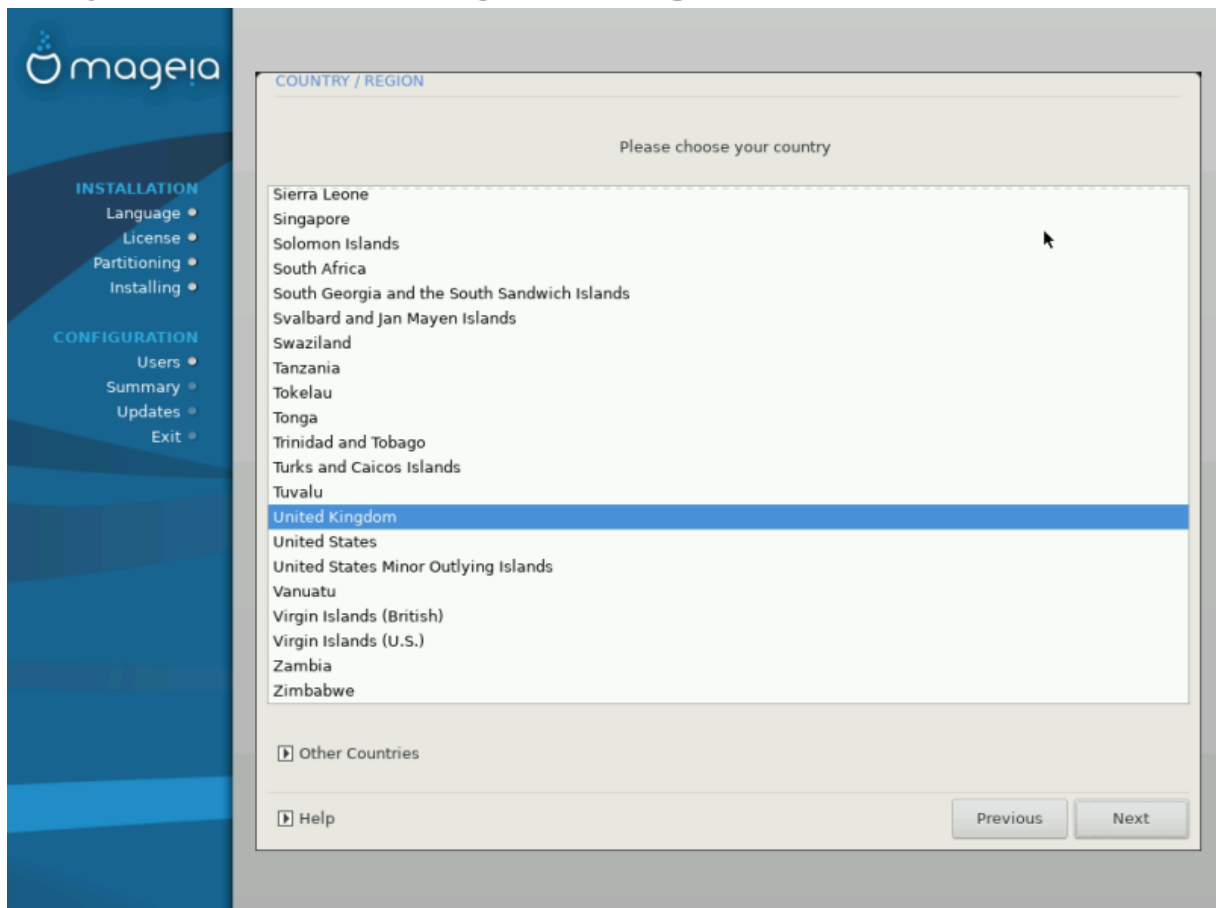 mageia
COUNTRY / REGION
Please choose your country
INSTALLATION
Language
License
Partitioning
Installing
CONFIGURATION
Users
Summary
Updates
Exit
Sierra Leone
Singapore
Solomon Islands
South Africa
South Georgia and the South Sandwich Islands
Svalbard and Jan Mayen Islands
Swaziland
Tanzania
Tokelau
Tonga
Trinidad and Tobago
Turks and Caicos Islands
Tuvalu
United Kingdom
United States
United States Minor Outlying Islands
Vanuatu
Virgin Islands (British)
Virgin Islands (U.S.)
Zambia
Zimbabwe
Other Countries
Help
Previous
Next